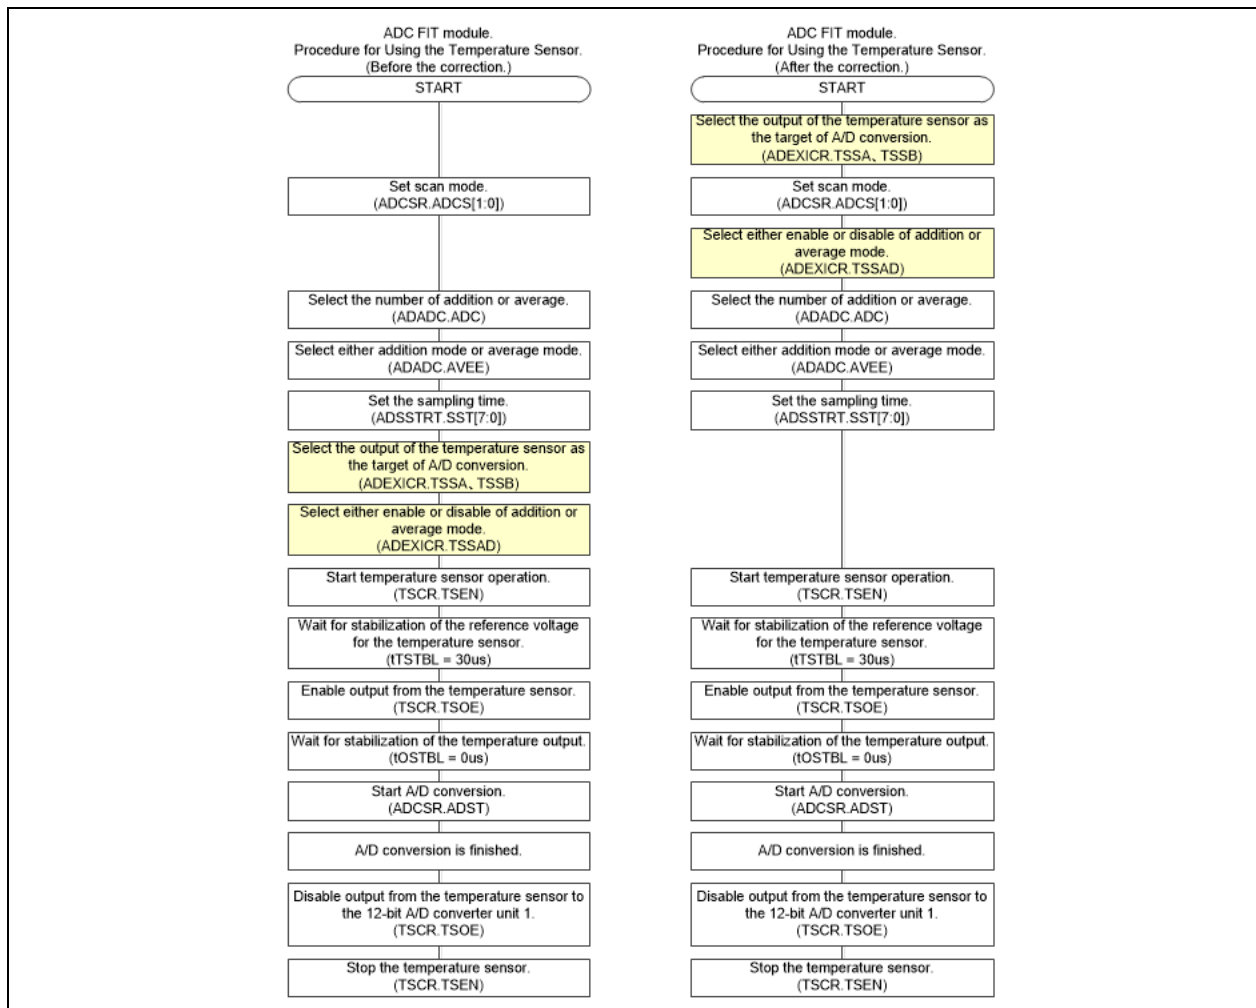 ADC FIT module.
Procedure for Using the Temperature Sensor.
(Before the correction.)
START
Set scan mode.
(ADCSR.ADCS[1:0])
Select the number of addition or average.
(ADADC.ADC)
Select either addition mode or average mode.
(ADADC.AVEE)
Set the sampling time.
(ADSSTRT.SST[7:0])
Select the output of the temperature sensor as
the target of A/D conversion.
(ADEXICR.TSSA、TSSB)
Select either enable or disable of addition or
average mode.
(ADEXICR.TSSAD)
Start temperature sensor operation.
(TSCR.TSEN)
Wait for stabilization of the reference voltage
for the temperature sensor.
(tTSTBL = 30us)
Enable output from the temperature sensor.
(TSCR.TSOE)
Wait for stabilization of the temperature output.
(tOSTBL = 0us)
Start A/D conversion.
(ADCSR.ADST)
A/D conversion is finished.
Disable output from the temperature sensor to
the 12-bit A/D converter unit 1.
(TSCR.TSOE)
Stop the temperature sensor.
(TSCR.TSEN)
ADC FIT module.
Procedure for Using the Temperature Sensor.
(After the correction.)
START
Select the output of the temperature sensor as
the target of A/D conversion.
(ADEXICR.TSSA、TSSB)
Set scan mode.
(ADCSR.ADCS[1:0])
Select either enable or disable of addition or
average mode.
(ADEXICR.TSSAD)
Select the number of addition or average.
(ADADC.ADC)
Select either addition mode or average mode.
(ADADC.AVEE)
Set the sampling time.
(ADSSTRT.SST[7:0])
Start temperature sensor operation.
(TSCR.TSEN)
Wait for stabilization of the reference voltage
for the temperature sensor.
(tTSTBL = 30us)
Enable output from the temperature sensor.
(TSCR.TSOE)
Wait for stabilization of the temperature output.
(tOSTBL = 0us)
Start A/D conversion.
(ADCSR.ADST)
A/D conversion is finished.
Disable output from the temperature sensor to
the 12-bit A/D converter unit 1.
(TSCR.TSOE)
Stop the temperature sensor.
(TSCR.TSEN)